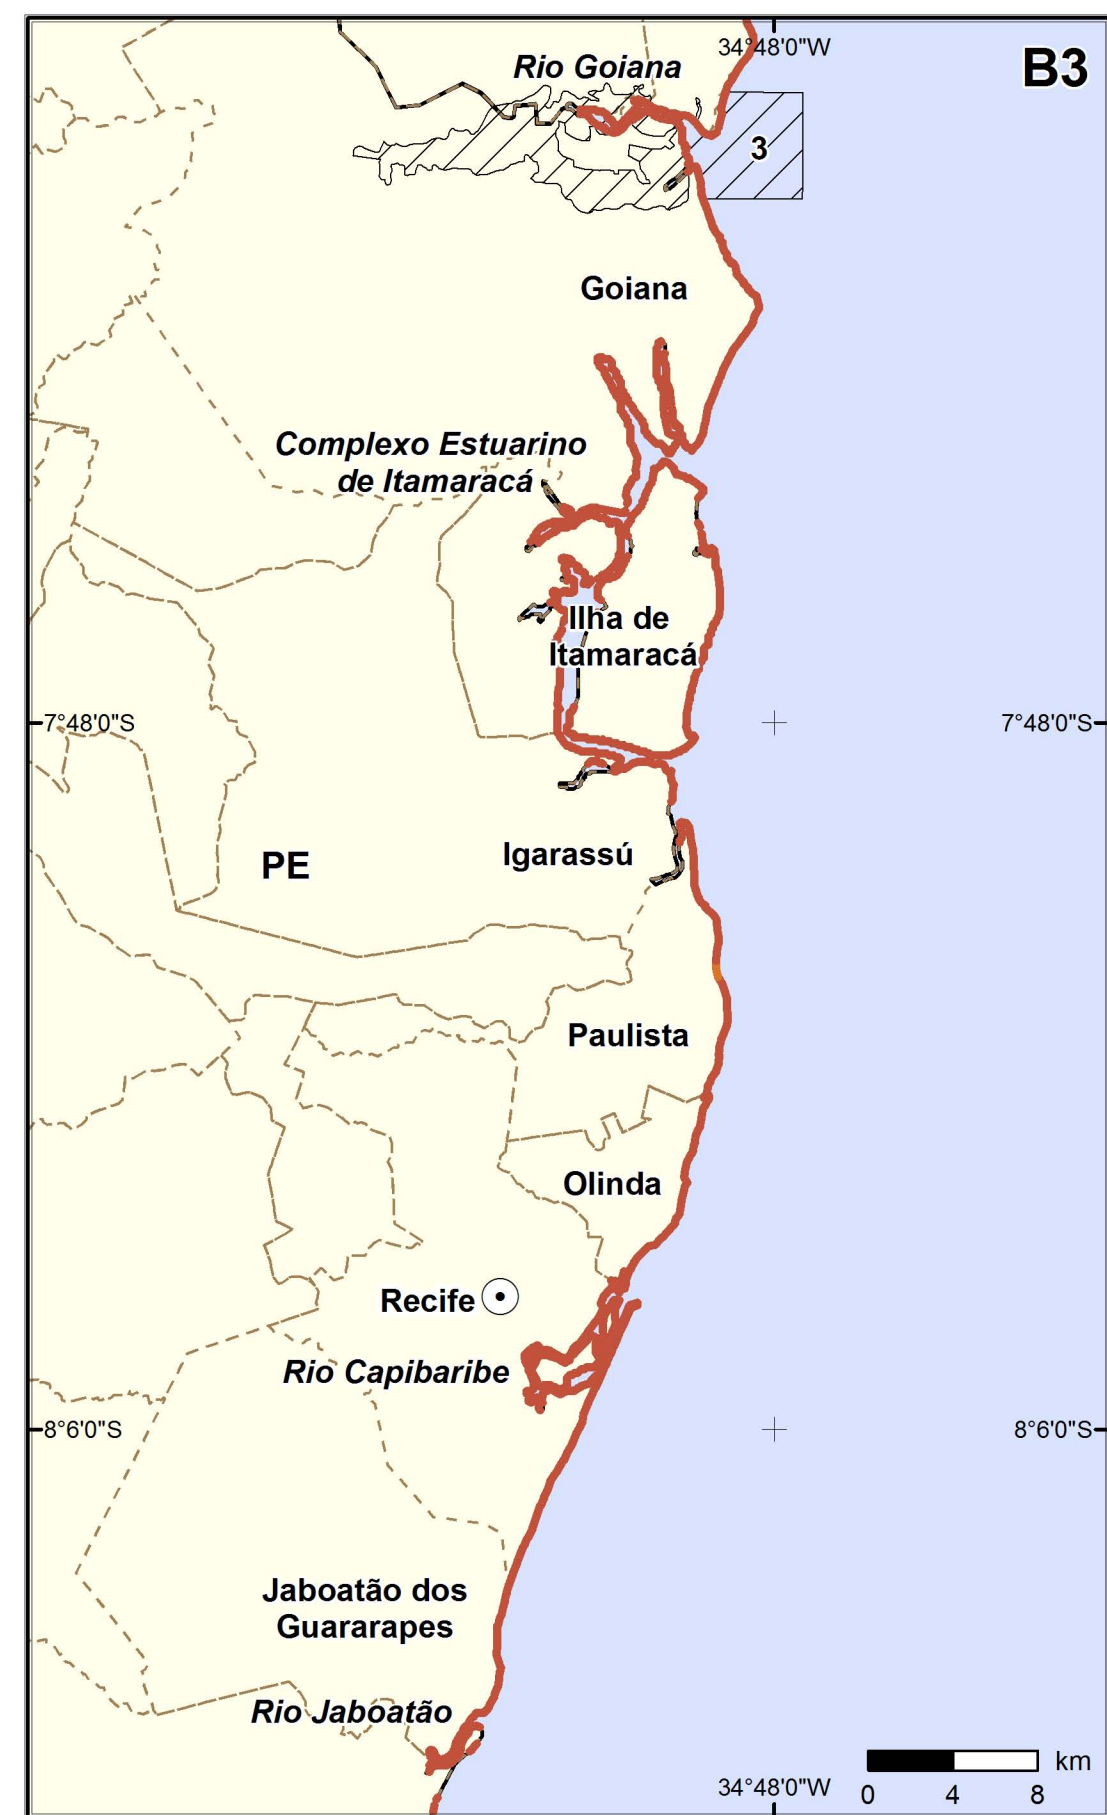 34°48'0"W
B3
Rio Goiana
3
Goiana
Complexo Estuarino
de Itamaracá
Ilha de
Itamaracá
7°48'0"S
7°48'0"S
Igarassú
PE
Paulista
Olinda
Recife
Rio Capibaribe
8°6'0"S
8°6'0"S
Jaboatão dos
Guararapes
Rio Jaboatão
km
34°48'0"W
0 4 8